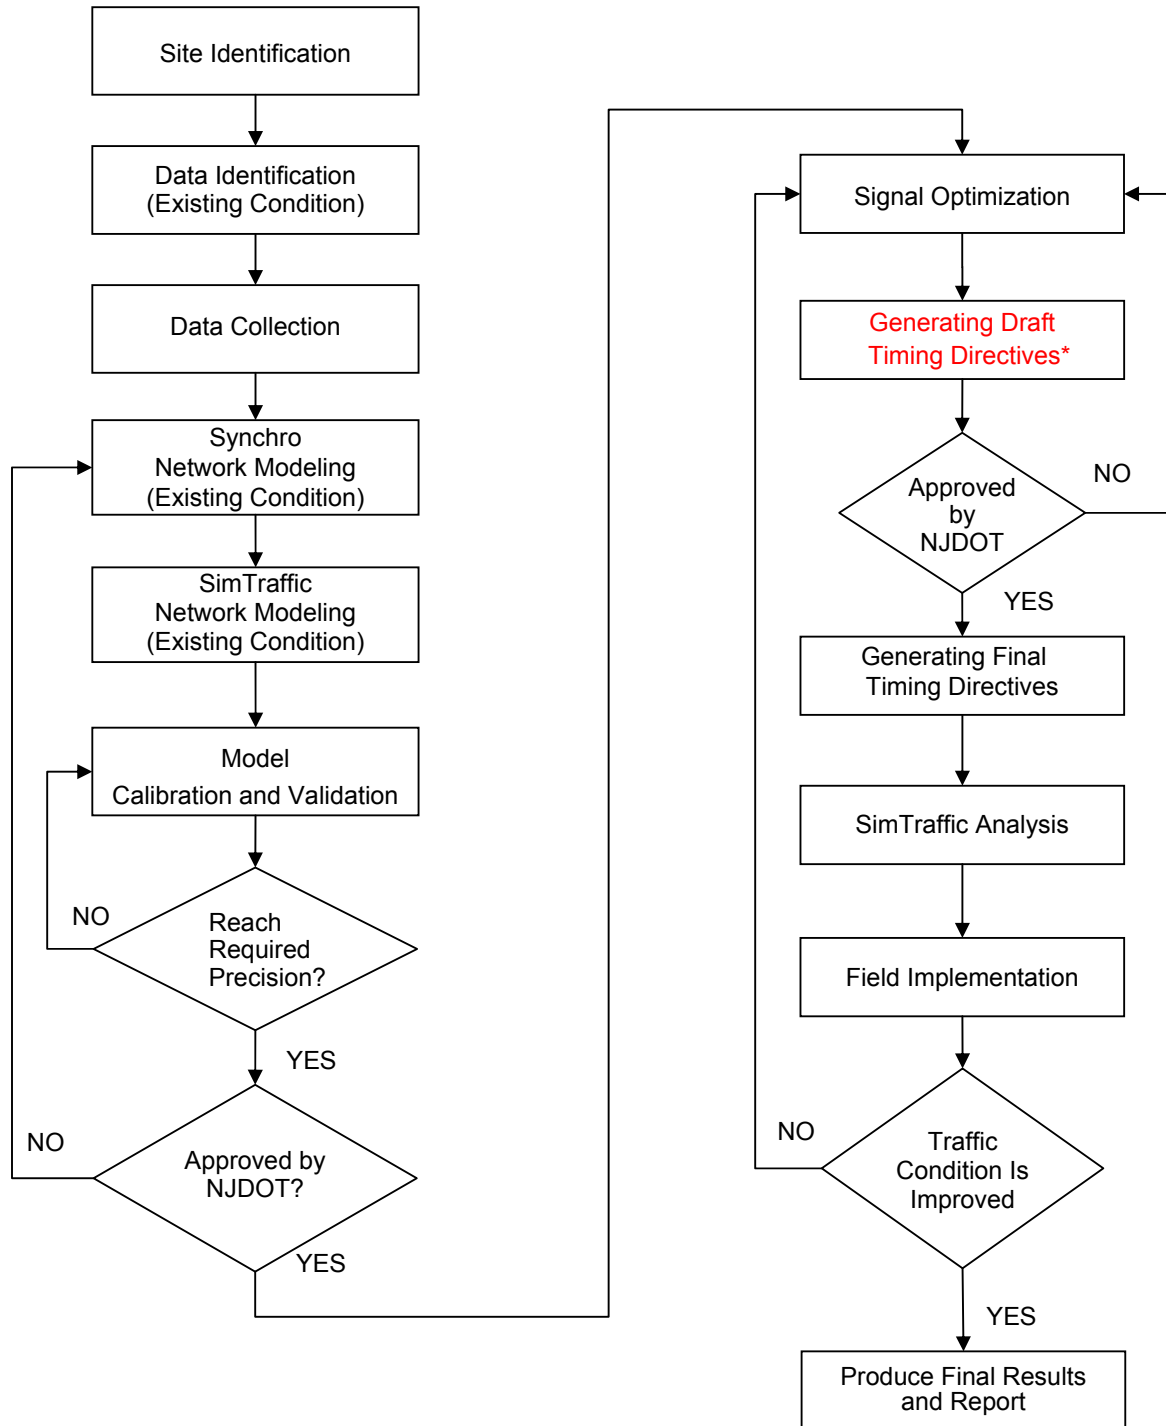 Site Identification
Data Identification
(Existing Condition)
Data Collection
Synchro
Network Modeling
(Existing Condition)
SimTraffic
Network Modeling
(Existing Condition)
Model
Calibration and Validation
NO
Reach
Required
Precision?
YES
NO
Approved by
NJDOT?
YES
Signal Optimization
Generating Draft
Timing Directives*
NO
Approved
by
NJDOT
YES
Generating Final
Timing Directives
SimTraffic Analysis
Field Implementation
NO
Traffic
Condition Is
Improved
YES
Produce Final Results
and Report